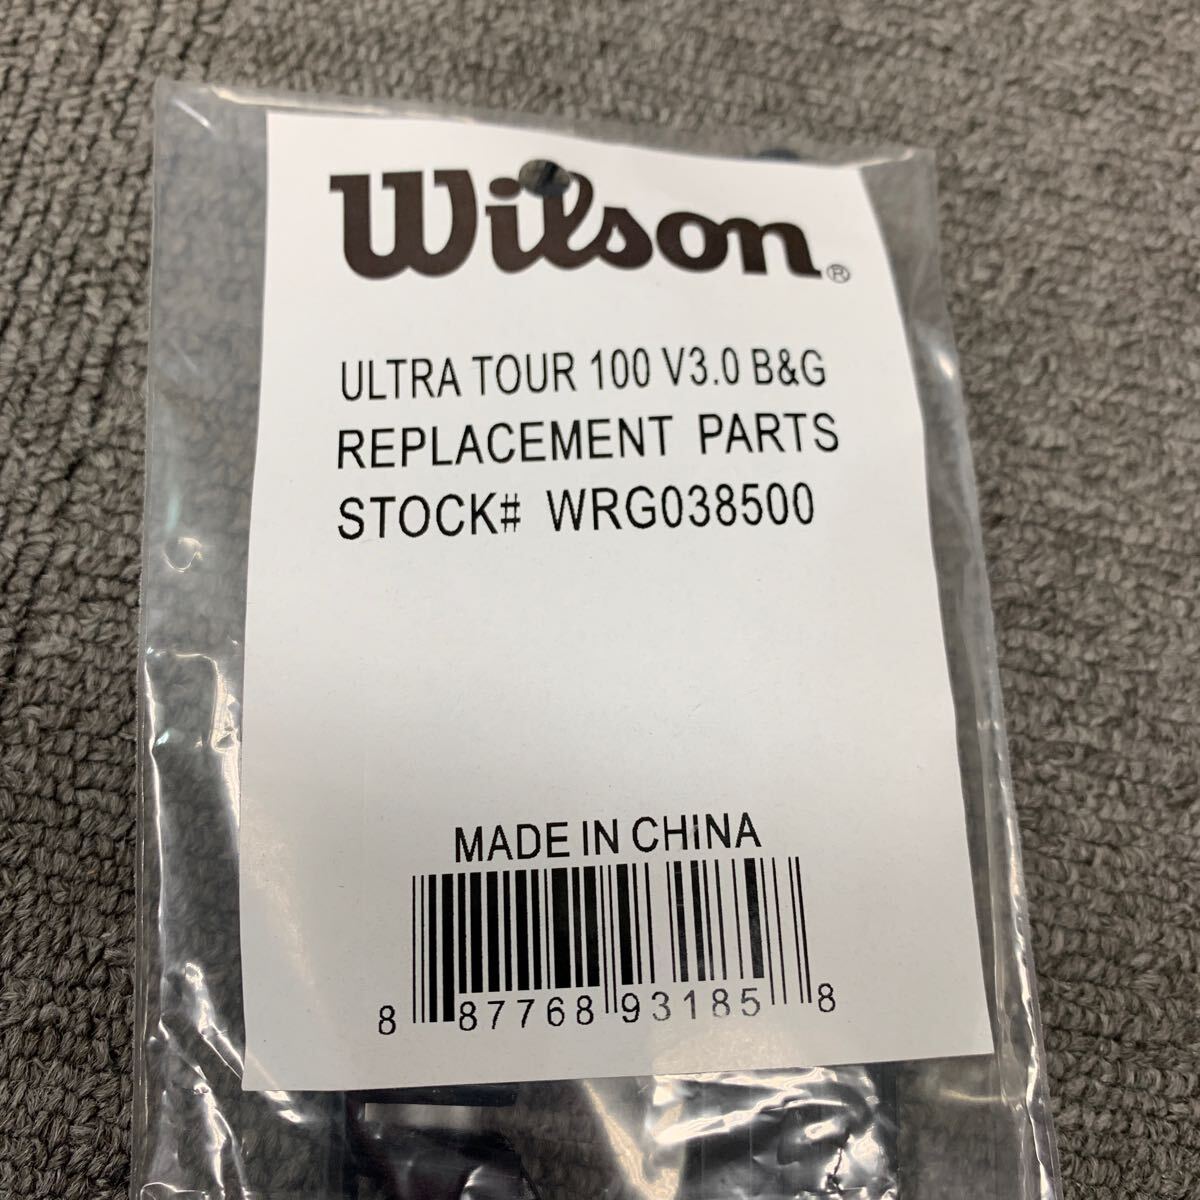 Wilson®
ULTRA TOUR 100 V3.0 B&G
REPLACEMENT PARTS
STOCK# WRG038500
MADE IN CHINA
8 87768 93185 8